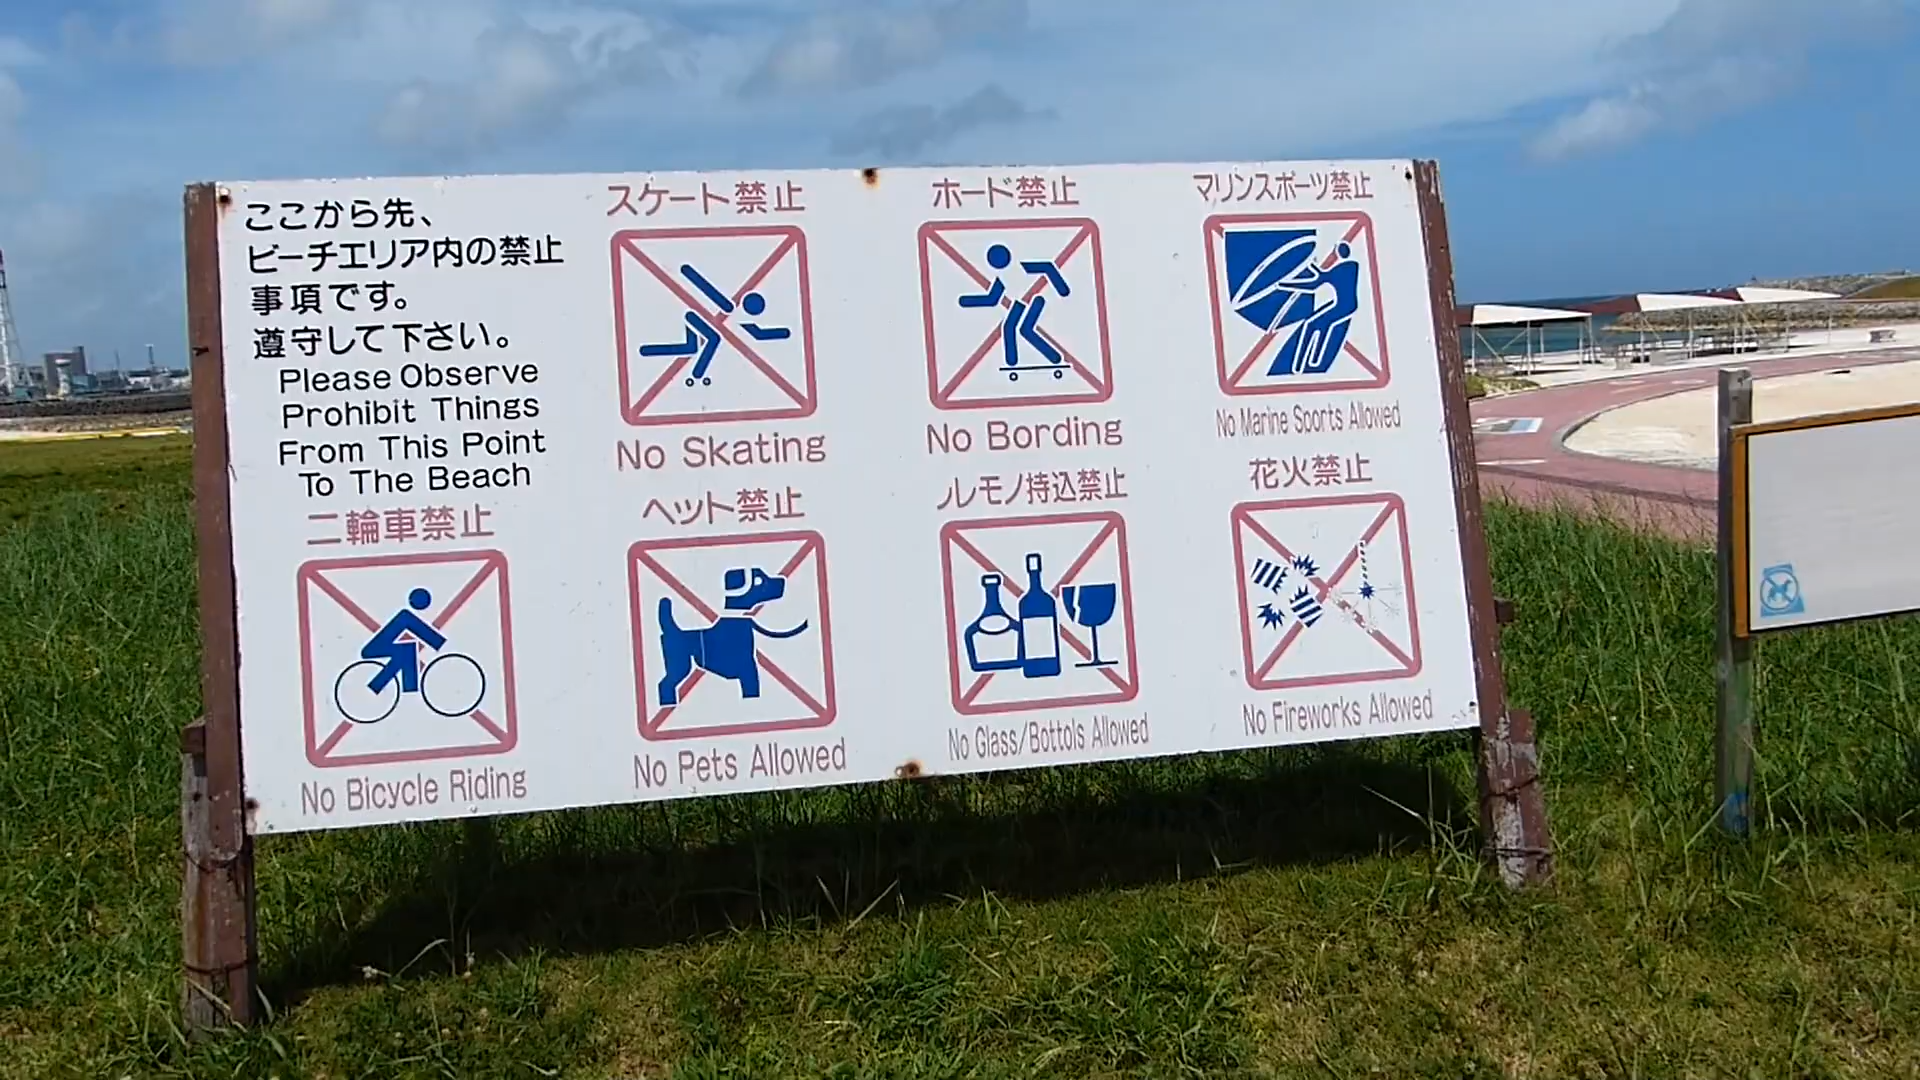 ここから先、
ビーチエリア内の禁止
事項です。
遵守して下さい。
Please Observe
Prohibit Things
From This Point
To The Beach
スケート禁止
No Skating
ホード禁止
No Bording
マリンスポーツ禁止
No Marine Sports Allowed
二輪車禁止
No Bicycle Riding
ヘット禁止
No Pets Allowed
ノレモノ持込禁止
No Glass/Bottols Allowed
花火禁止
No Fireworks Allowed